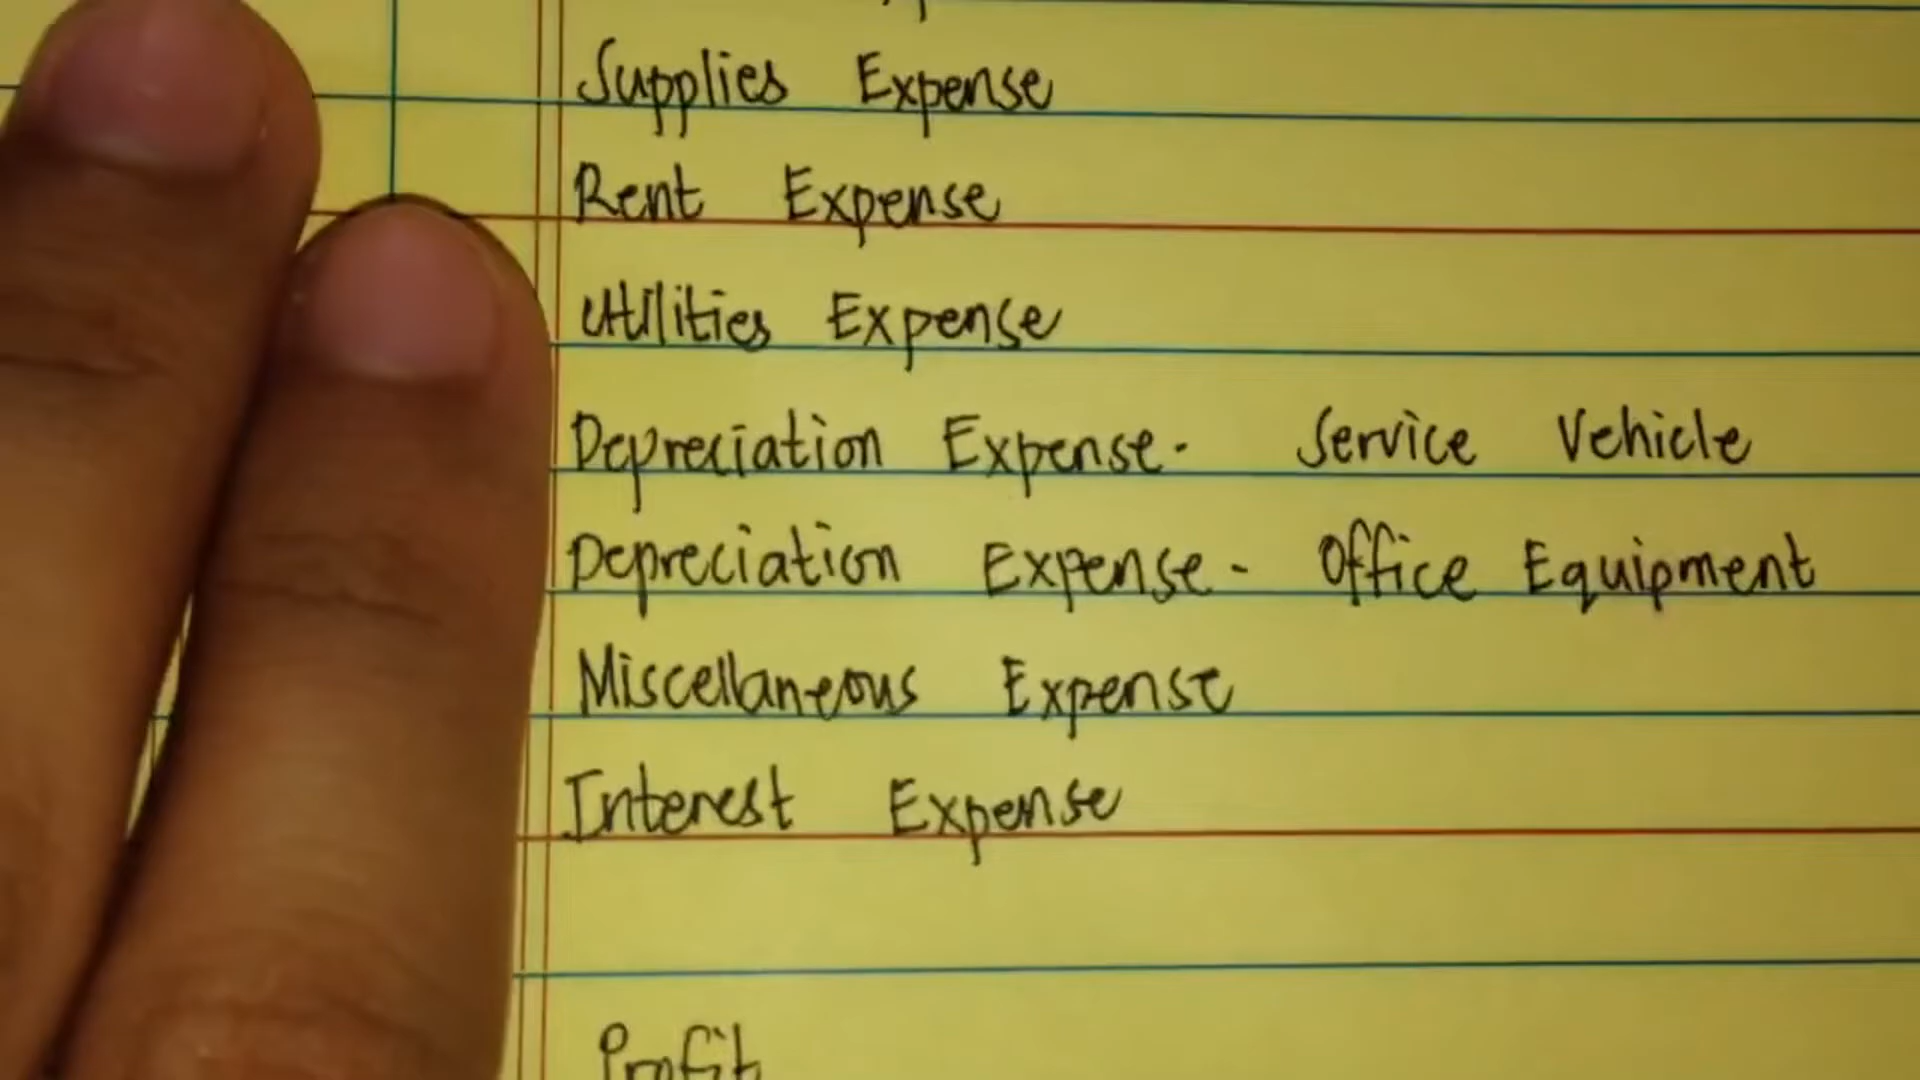 Supplies Expense
Rent Expense
Utilities Expense
Depreciation Expense- Service Vehicle
Depreciation Expense- Office Equipment
Miscellaneous Expense
Interest Expense
Profit